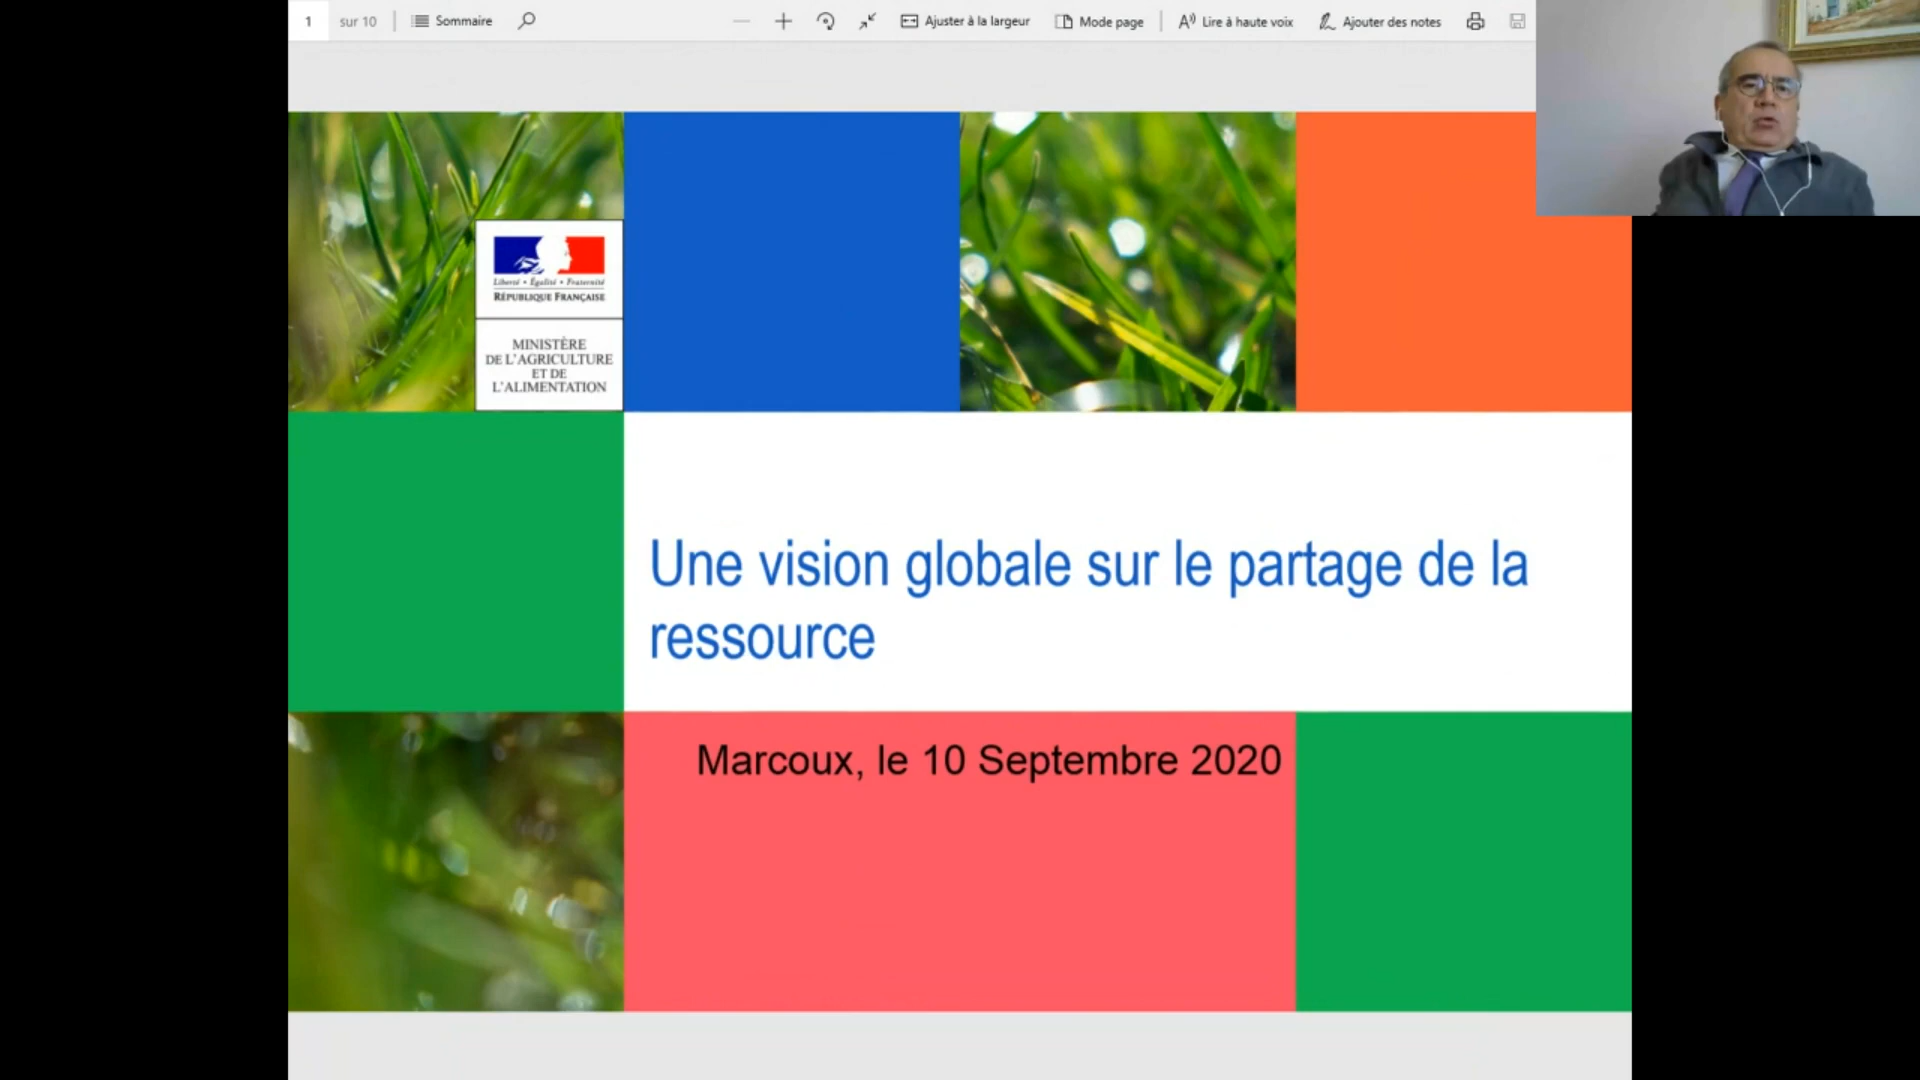 1 sur 10 Sommaire Ajuster à la largeur Mode page Lire à haute voix Ajouter des notes
Liberté • Égalité • Fraternité
RÉPUBLIQUE FRANÇAISE
MINISTÈRE
DE L'AGRICULTURE
ET DE
L'ALIMENTATION
Une vision globale sur le partage de la
ressource
Marcoux, le 10 Septembre 2020